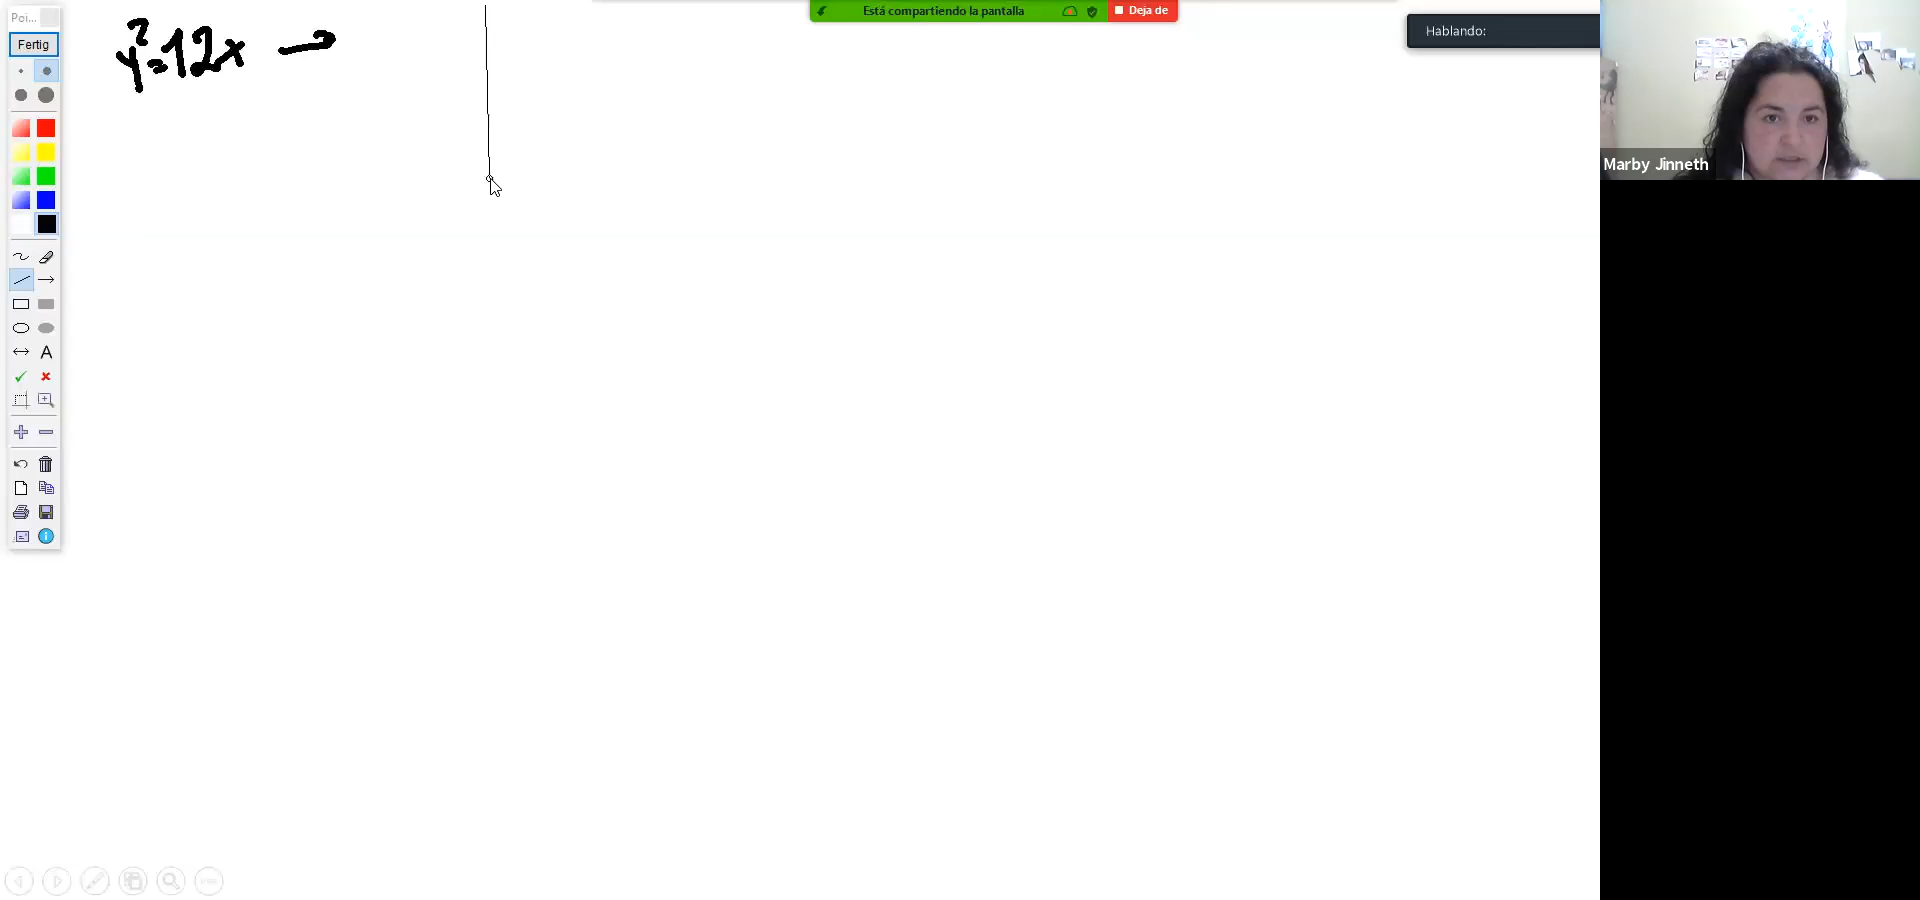 Poi...
Fertig
y²=12x →
Está compartiendo la pantalla
Deja de
Hablando:
Marby Jinneth
A